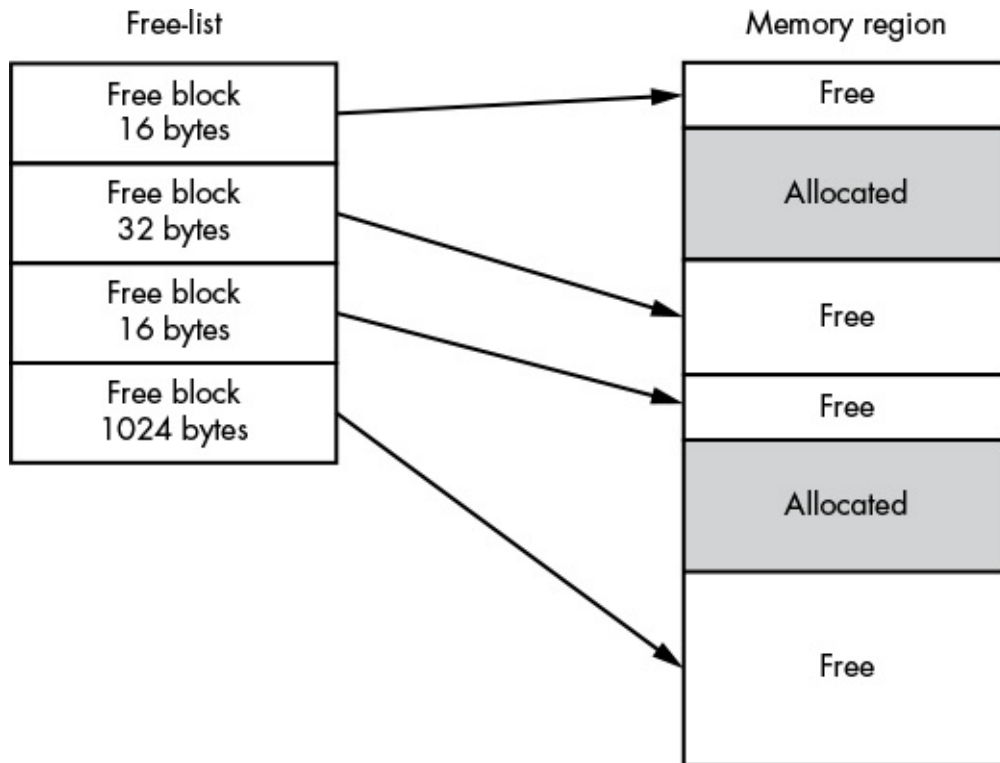 Free-list
Free block
16 bytes
Free block
32 bytes
Free block
16 bytes
Free block
1024 bytes
Memory region
Free
Allocated
Free
Free
Allocated
Free